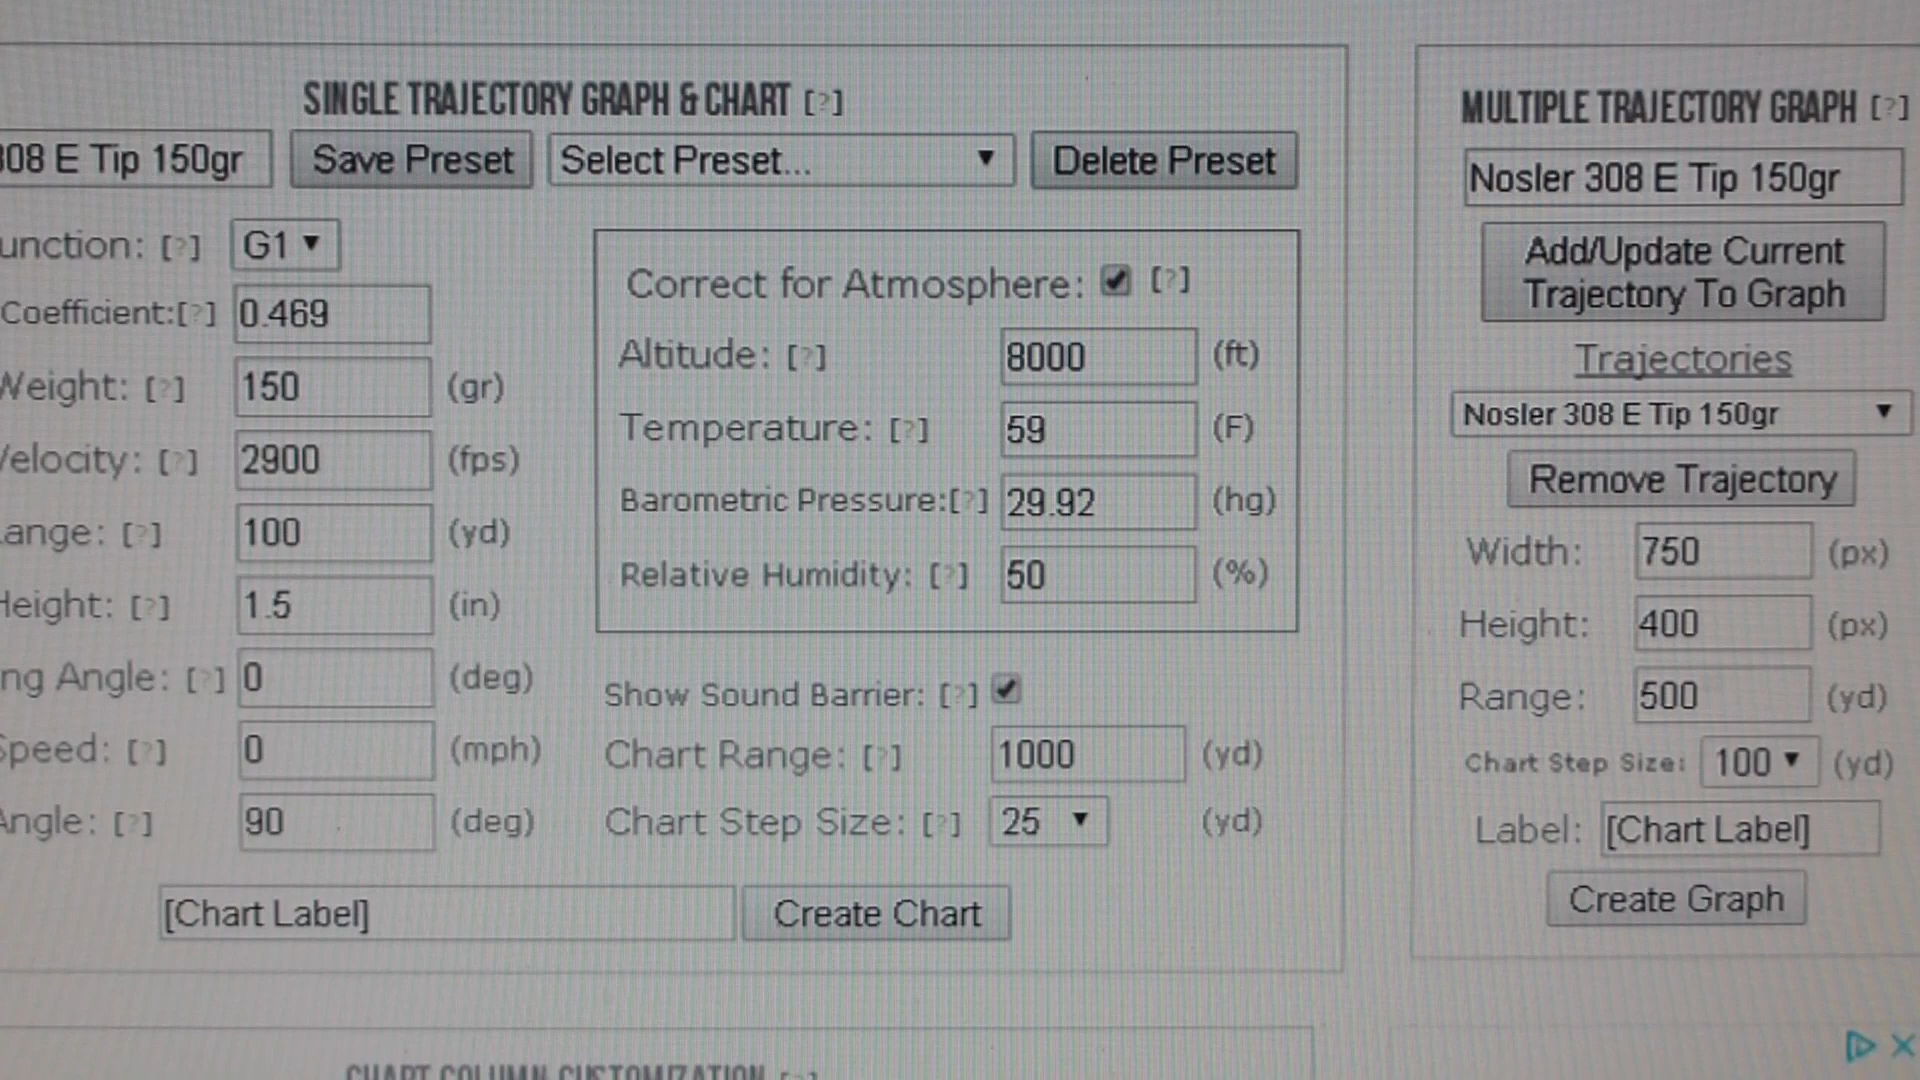 SINGLE TRAJECTORY GRAPH & CHART [?]
308 E Tip 150gr Save Preset Select Preset... Delete Preset
unction: [?] G1
Coefficient:[?] 0.469
Weight: [?] 150 (gr)
Velocity: [?] 2900 (fps)
ange: [?] 100 (yd)
Height: [?] 1.5 (in)
ng Angle: [?] 0 (deg)
Speed: [?] 0 (mph)
Angle: [?] 90 (deg)
Correct for Atmosphere: [?]
Altitude: [?] 8000 (ft)
Temperature: [?] 59 (F)
Barometric Pressure:[?] 29.92 (hg)
Relative Humidity: [?] 50 (%)
Show Sound Barrier: [?]
Chart Range: [?] 1000 (yd)
Chart Step Size: [?] 25 (yd)
[Chart Label] Create Chart
MULTIPLE TRAJECTORY GRAPH [?]
Nosler 308 E Tip 150gr
Add/Update Current
Trajectory To Graph
Trajectories
Nosler 308 E Tip 150gr
Remove Trajectory
Width: 750 (px)
Height: 400 (px)
Range: 500 (yd)
Chart Step Size: 100 (yd)
Label: [Chart Label]
Create Graph
CHART COLUMN CUSTOMIZATION [?]